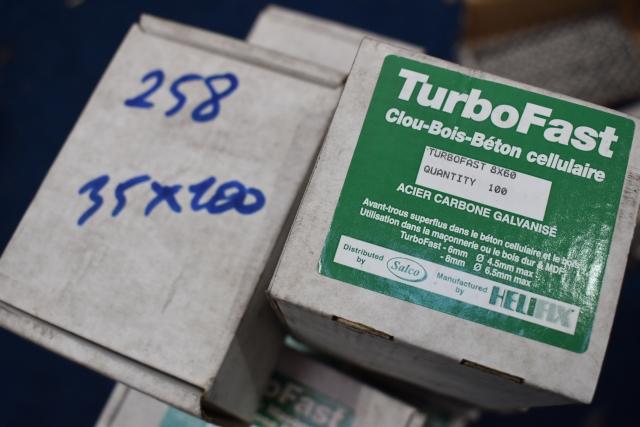 258
35x100
TurboFast
Clou-Bois-Béton cellulaire
TURBOFAST 8X60
QUANTITY 100
ACIER CARBONE GALVANISÉ
Avant-trous superflus dans le béton cellulaire et le bois
Utilisation dans la maçonnerie ou le bois dur & MDF
TurboFast - 6mm Ø 4.5mm max
- 8mm Ø 6.5mm max
Distributed by Salco
Manufactured by HELIFIX
TurboFast